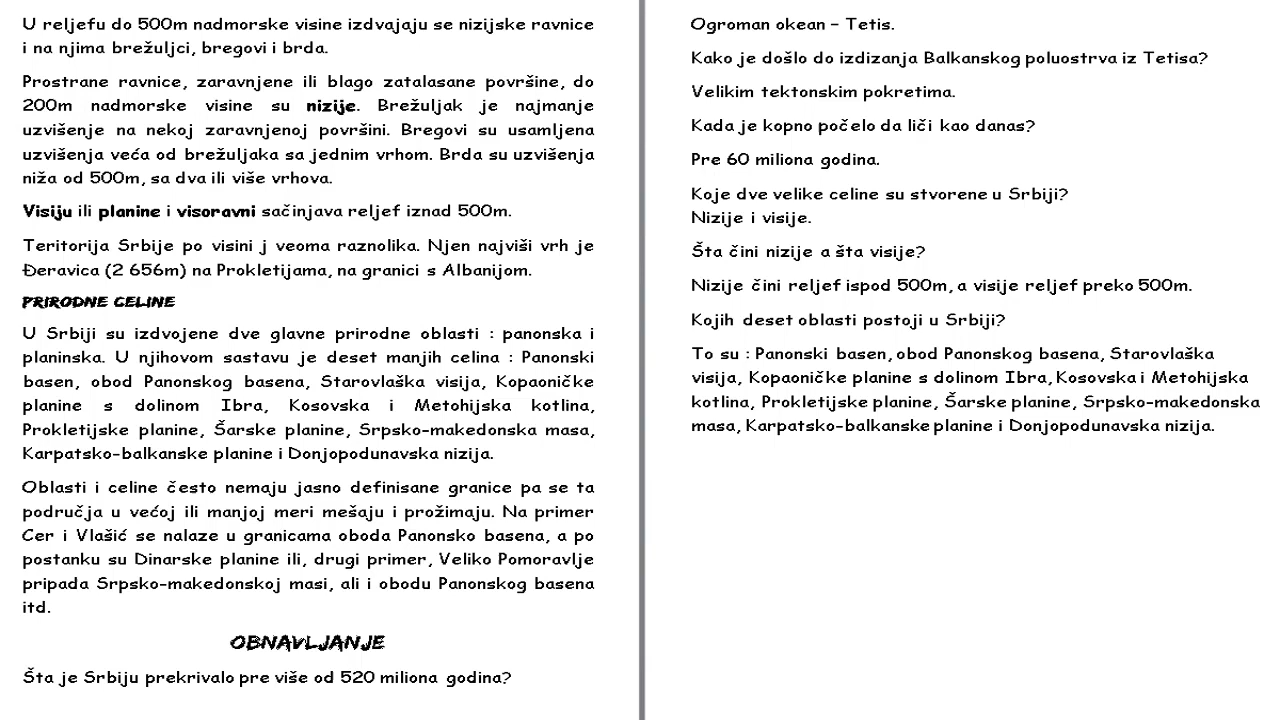 U reljefu do 500m nadmorske visine izdvajaju se nizijske ravnice
i na njima brežuljci, bregovi i brda.
Prostrane ravnice, zaravnjene ili blago zatalasane površine, do
200m nadmorske visine su nizije. Brežuljak je najmanje
uzvišenje na nekoj zaravnjenoj površini. Bregovi su usamljena
uzvišenja veća od brežuljaka sa jednim vrhom. Brda su uzvišenja
niža od 500m, sa dva ili više vrhova.
Visiju ili planine i visoravni sačinjava reljef iznad 500m.
Teritorija Srbije po visini j veoma raznolika. Njen najviši vrh je
Đeravica (2 656m) na Prokletijama, na granici s Albanijom.
PRIRODNE CELINE
U Srbiji su izdvojene dve glavne prirodne oblasti : panonska i
planinska. U njihovom sastavu je deset manjih celina : Panonski
basen, obod Panonskog basena, Starovlaška visija, Kopaoničke
planine s dolinom Ibra, Kosovska i Metohijska kotlina,
Prokletijske planine, Šarske planine, Srpsko-makedonska masa,
Karpatsko-balkanske planine i Donjopodunavska nizija.
Oblasti i celine često nemaju jasno definisane granice pa se ta
područja u većoj ili manjoj meri mešaju i prožimaju. Na primer
Cer i Vlašić se nalaze u granicama oboda Panonsko basena, a po
postanku su Dinarske planine ili, drugi primer, Veliko Pomoravlje
pripada Srpsko-makedonskoj masi, ali i obodu Panonskog basena
itd.
OBNAVLJANJE
Šta je Srbiju prekrivalo pre više od 520 miliona godina?
Ogroman okean – Tetis.
Kako je došlo do izdizanja Balkanskog poluostrva iz Tetisa?
Velikim tektonskim pokretima.
Kada je kopno počelo da liči kao danas?
Pre 60 miliona godina.
Koje dve velike celine su stvorene u Srbiji?
Nizije i visije.
Šta čini nizije a šta visije?
Nizije čini reljef ispod 500m, a visije reljef preko 500m.
Kojih deset oblasti postoji u Srbiji?
To su : Panonski basen, obod Panonskog basena, Starovlaška
visija, Kopaoničke planine s dolinom Ibra, Kosovska i Metohijska
kotlina, Prokletijske planine, Šarske planine, Srpsko-makedonska
masa, Karpatsko-balkanske planine i Donjopodunavska nizija.